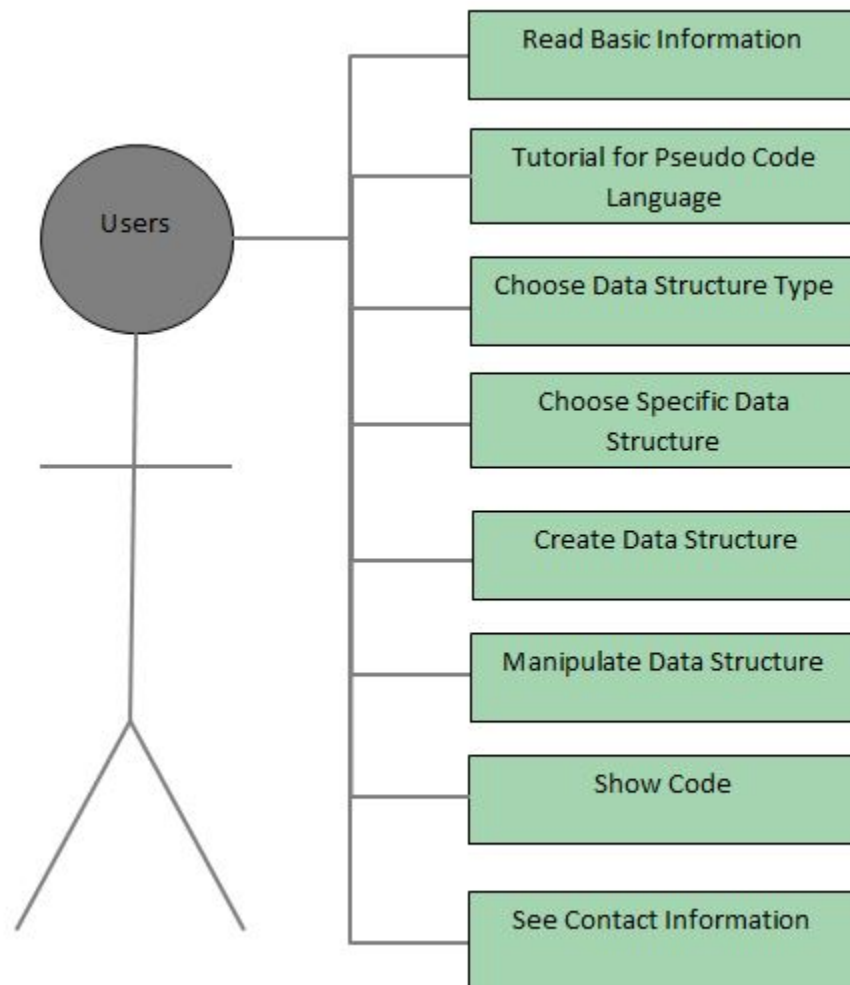 Read Basic Information
Users
Tutorial for Pseudo Code
Language
Choose Data Structure Type
Choose Specific Data
Structure
Create Data Structure
Manipulate Data Structure
Show Code
See Contact Information